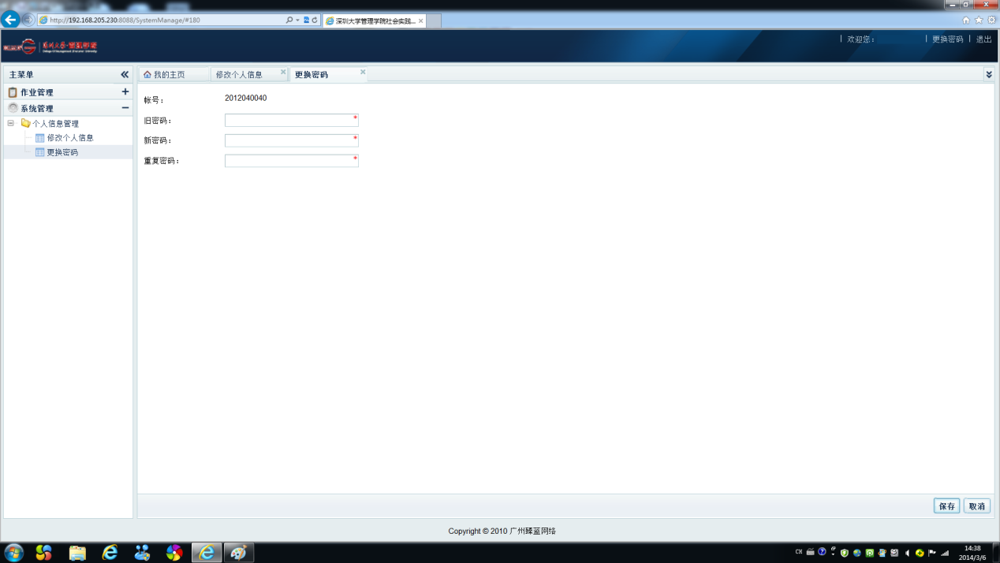 http://192.168.205.230:8088/SystemManage/#180
深圳大学管理学院社会实践...
欢迎您：
更换密码
退出
主菜单
我的主页
修改个人信息
更换密码
作业管理
系统管理
个人信息管理
修改个人信息
更换密码
帐号：
2012040040
旧密码：
*
新密码：
*
重复密码：
*
保存
取消
Copyright © 2010 广州臻蓝网络
CH
14:38
2014/3/6